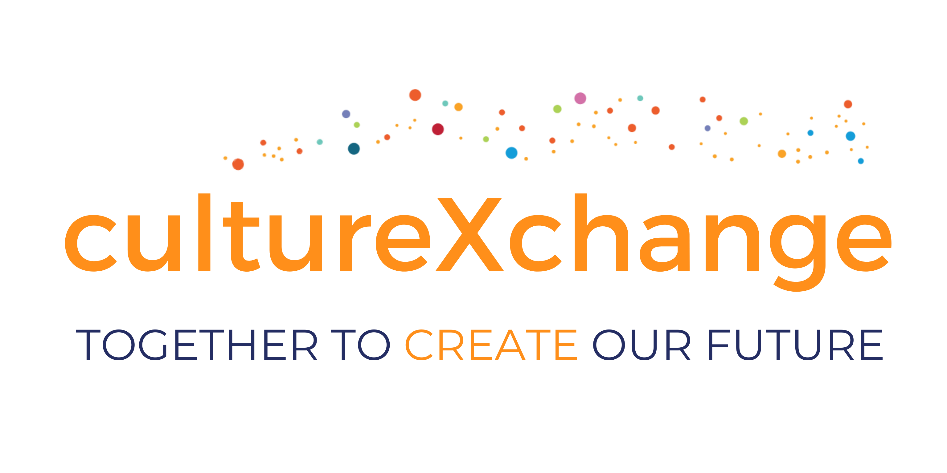 cultureXchange
TOGETHER TO CREATE OUR FUTURE